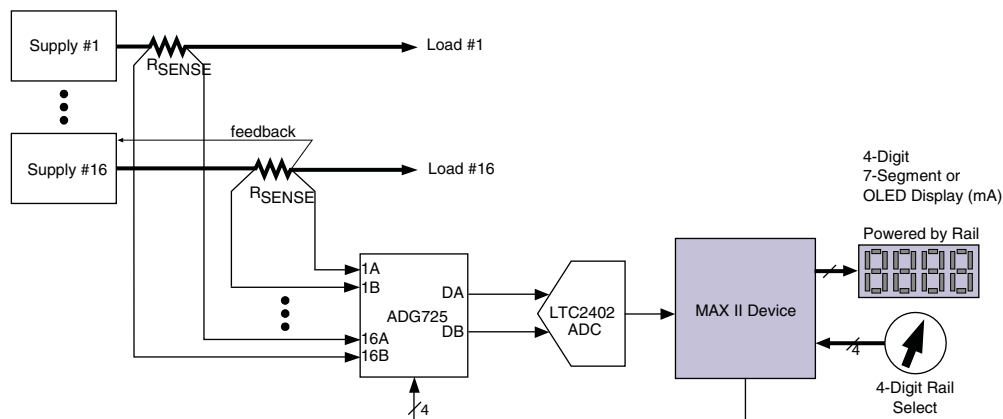 Supply #1
Load #1
RSENSE
feedback
Supply #16
Load #16
RSENSE
4-Digit
7-Segment or
OLED Display (mA)
Powered by Rail
1A
1B
16A
16B
ADG725
DA
DB
LTC2402
ADC
MAX II Device
4
4
4-Digit Rail
Select